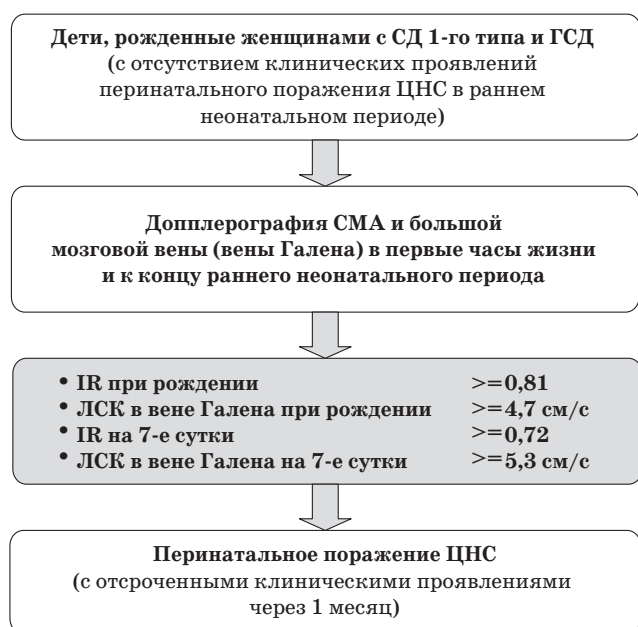 Дети, рожденные женщинами с СД 1-го типа и ГСД
(с отсутствием клинических проявлений
перинатального поражения ЦНС в раннем
неонатальном периоде)
Допплерография СМА и большой
мозговой вены (вены Галена) в первые часы жизни
и к концу раннего неонатального периода
• IR при рождении >=0,81
• ЛСК в вене Галена при рождении >=4,7 см/с
• IR на 7-е сутки >=0,72
• ЛСК в вене Галена на 7-е сутки >=5,3 см/с
Перинатальное поражение ЦНС
(с отсроченными клиническими проявлениями
через 1 месяц)